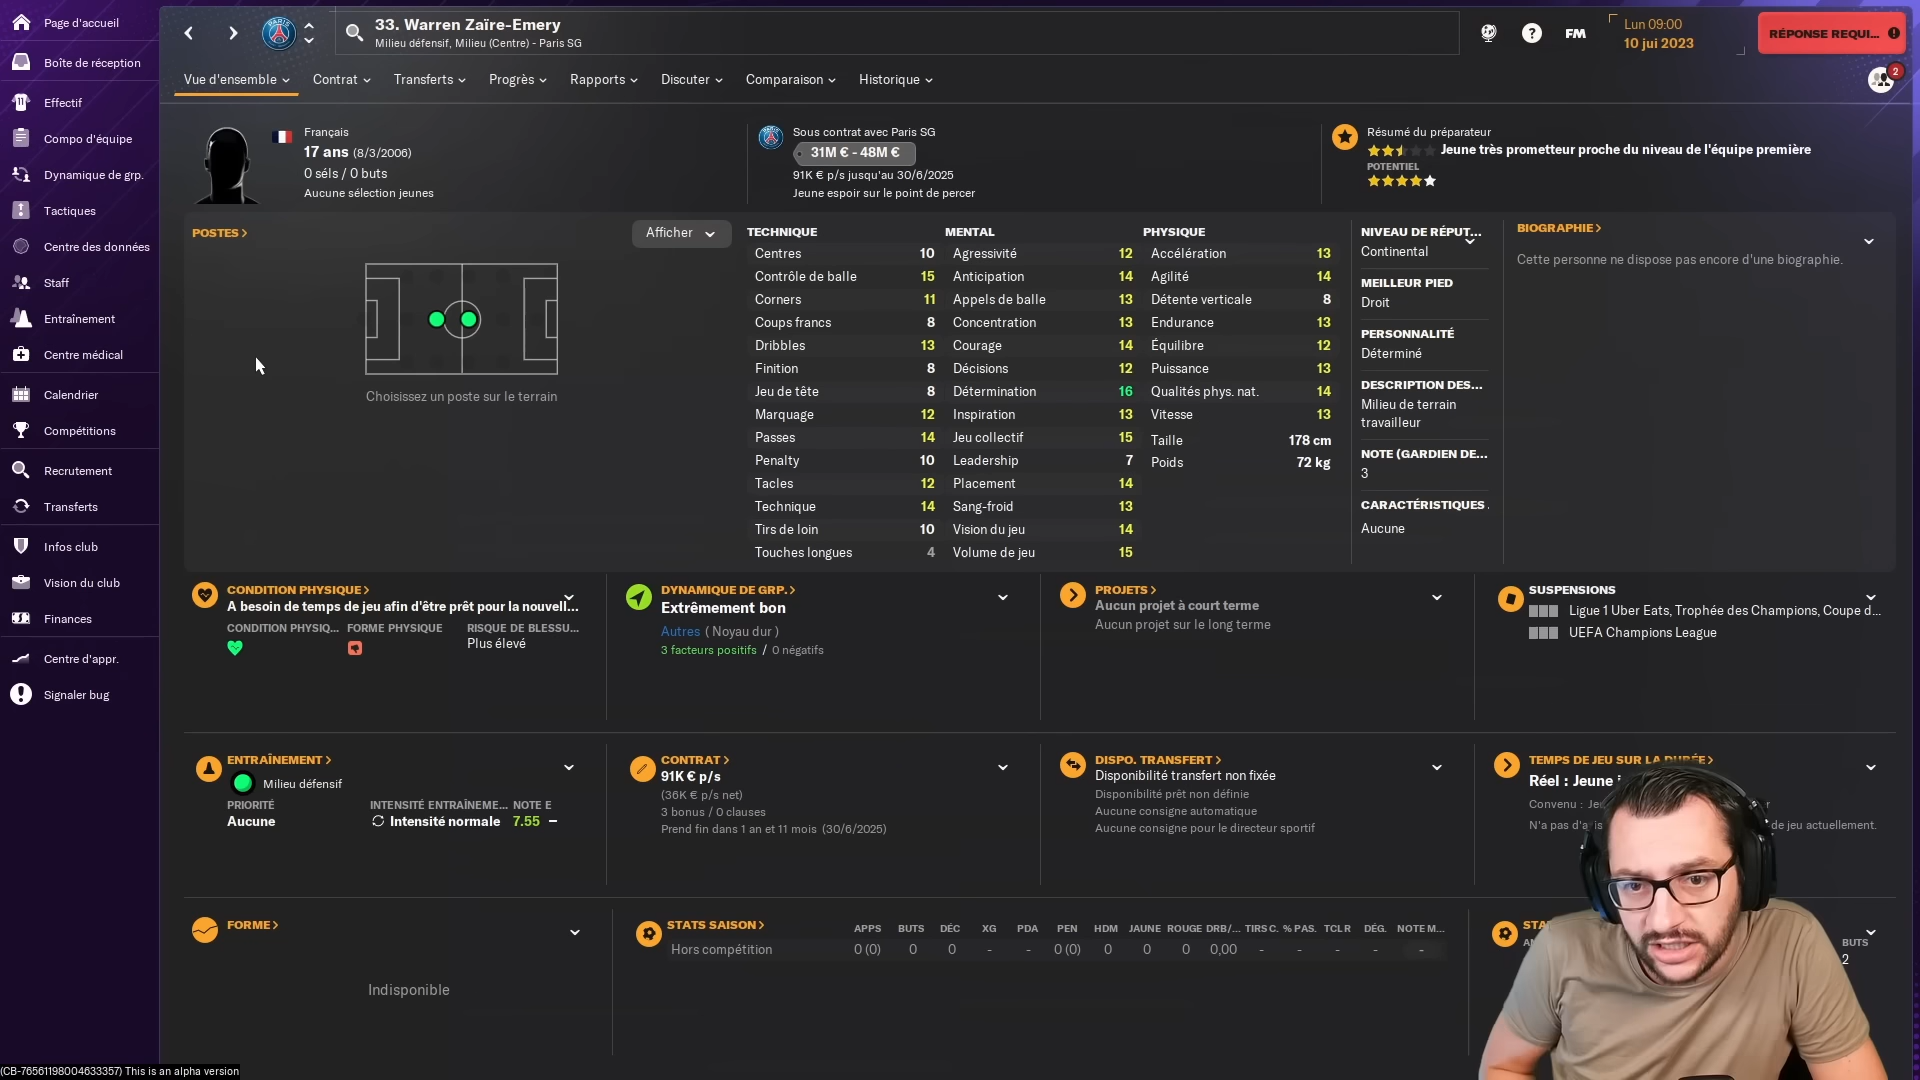 Page d'accueil
Boîte de réception
Effectif
Compo d'équipe
Dynamique de grp.
Tactiques
Centre des données
Staff
Entraînement
Centre médical
Calendrier
Compétitions
Recrutement
Transferts
Infos club
Vision du club
Finances
Centre d'appr.
Signaler bug
33. Warren Zaïre-Emery
Milieu défensif, Milieu (Centre) - Paris SG
FM
Lun 09:00
10 jui 2023
RÉPONSE REQUI...
2
Vue d'ensemble Contrat Transferts Progrès Rapports Discuter Comparaison Historique
Français
17 ans (8/3/2006)
0 séls / 0 buts
Aucune sélection jeunes
Sous contrat avec Paris SG
31M € - 48M €
91K € p/s jusqu'au 30/6/2025
Jeune espoir sur le point de percer
Résumé du préparateur
Jeune très prometteur proche du niveau de l'équipe première
POTENTIEL
POSTES
Afficher
Choisissez un poste sur le terrain
TECHNIQUE
Centres 10
Contrôle de balle 15
Corners 11
Coups francs 8
Dribbles 13
Finition 8
Jeu de tête 8
Marquage 12
Passes 14
Penalty 10
Tacles 12
Technique 14
Tirs de loin 10
Touches longues 4
MENTAL
Agressivité 12
Anticipation 14
Appels de balle 13
Concentration 13
Courage 14
Décisions 12
Détermination 16
Inspiration 13
Jeu collectif 15
Leadership 7
Placement 14
Sang-froid 13
Vision du jeu 14
Volume de jeu 15
PHYSIQUE
Accélération 13
Agilité 14
Détente verticale 8
Endurance 13
Équilibre 12
Puissance 13
Qualités phys. nat. 14
Vitesse 13
Taille 178 cm
Poids 72 kg
NIVEAU DE RÉPUT...
Continental
MEILLEUR PIED
Droit
PERSONNALITÉ
Déterminé
DESCRIPTION DES...
Milieu de terrain
travailleur
NOTE (GARDIEN DE...
3
CARACTÉRISTIQUES
Aucune
BIOGRAPHIE
Cette personne ne dispose pas encore d'une biographie.
CONDITION PHYSIQUE
A besoin de temps de jeu afin d'être prêt pour la nouvell...
CONDITION PHYSIQ... FORME PHYSIQUE RISQUE DE BLESSU...
Plus élevé
DYNAMIQUE DE GRP.
Extrêmement bon
Autres ( Noyau dur )
3 facteurs positifs / 0 négatifs
PROJETS
Aucun projet à court terme
Aucun projet sur le long terme
SUSPENSIONS
Ligue 1 Uber Eats, Trophée des Champions, Coupe d...
UEFA Champions League
ENTRAÎNEMENT
Milieu défensif
PRIORITÉ INTENSITÉ ENTRAÎNEME... NOTE E
Aucune Intensité normale 7.55 –
CONTRAT
91K € p/s
(36K € p/s net)
3 bonus / 0 clauses
Prend fin dans 1 an et 11 mois (30/6/2025)
DISPO. TRANSFERT
Disponibilité transfert non fixée
Disponibilité prêt non définie
Aucune consigne automatique
Aucune consigne pour le directeur sportif
TEMPS DE JEU SUR LA DURÉE
Réel : Jeune
Convenu :
N'a pas de jeu actuellement.
FORME
Indisponible
STATS SAISON APPS BUTS DÉC XG PDA PEN HDM JAUNE ROUGE DRB/... TIRS C. % PAS. TCL R DÉG. NOTE M...
Hors compétition 0 (0) 0 0 - - 0 (0) 0 0 0 0,00 - - - - -
BUTS
2
(CB-76561198004633357) This is an alpha version